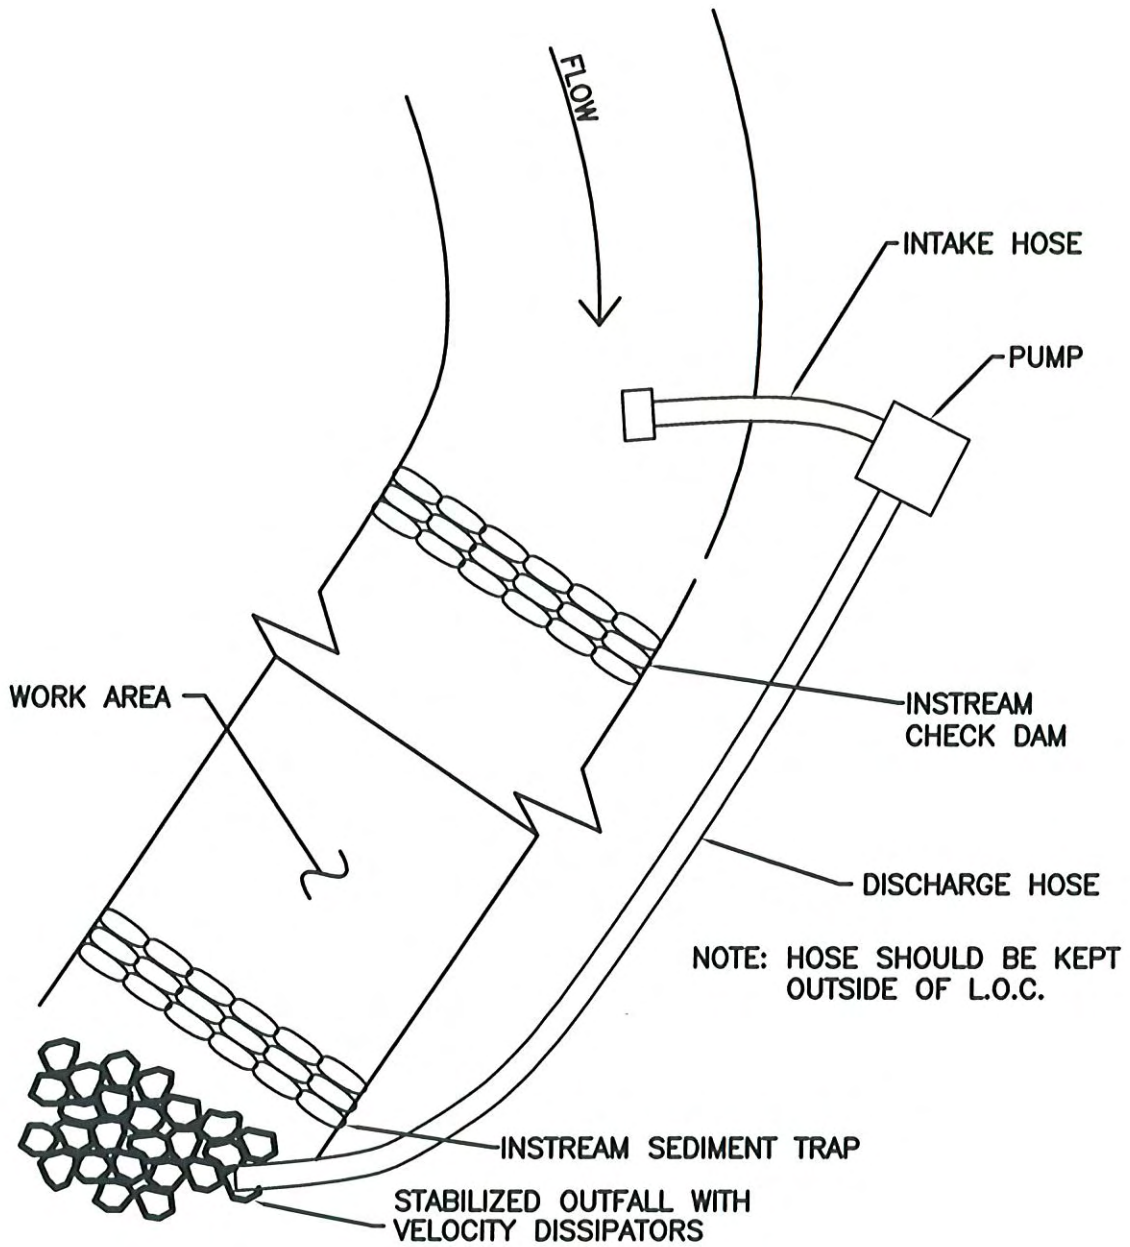 FLOW
INTAKE HOSE
PUMP
WORK AREA
INSTREAM
CHECK DAM
DISCHARGE HOSE
NOTE: HOSE SHOULD BE KEPT
OUTSIDE OF L.O.C.
INSTREAM SEDIMENT TRAP
STABILIZED OUTFALL WITH
VELOCITY DISSIPATORS